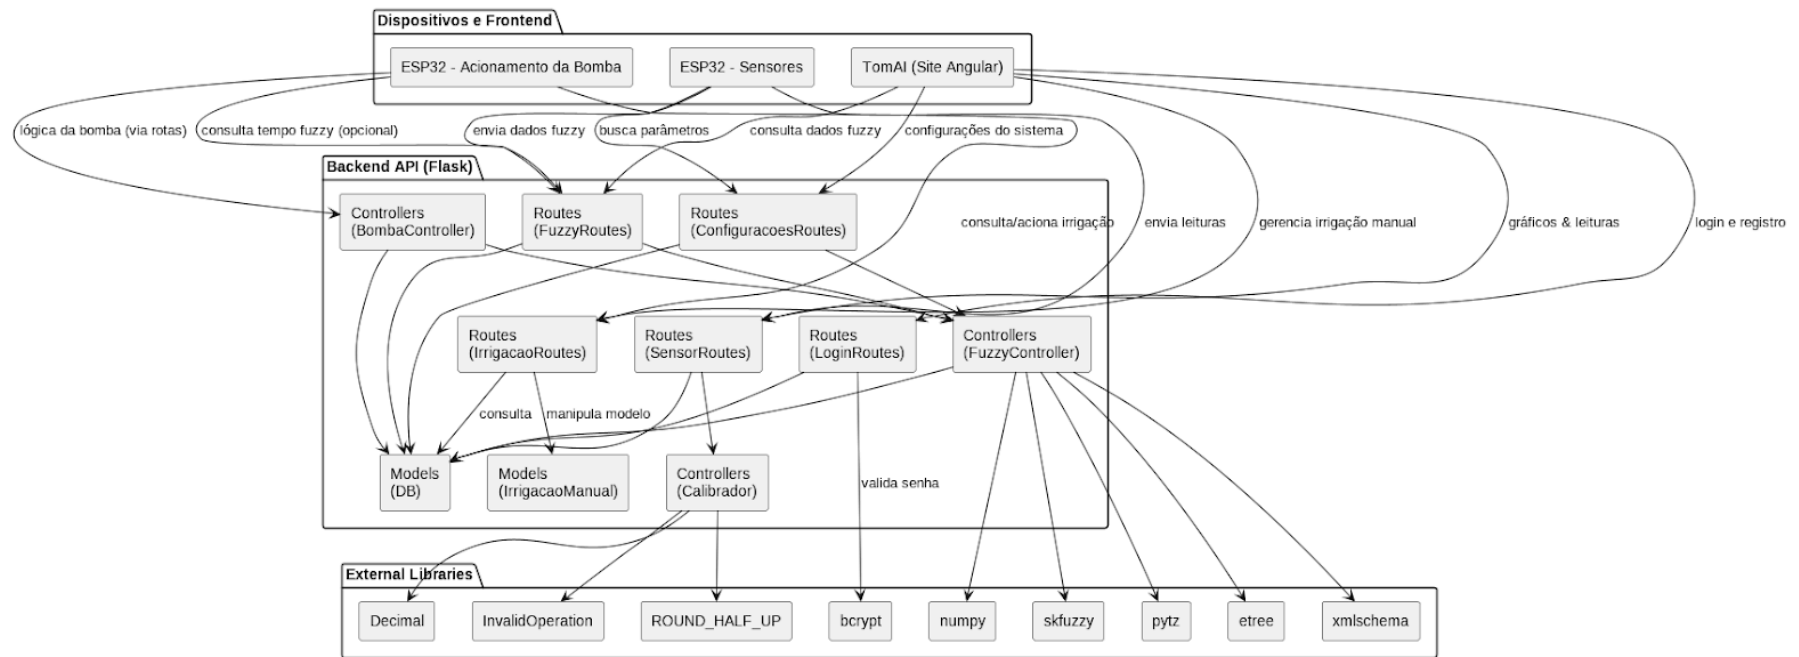 Dispositivos e Frontend
ESP32 - Acionamento da Bomba
ESP32 - Sensores
TomAI (Site Angular)
lógica da bomba (via rotas)
consulta tempo fuzzy (opcional)
envia dados fuzzy
busca parâmetros
consulta dados fuzzy
configurações do sistema
Backend API (Flask)
Controllers
(BombaController)
Routes
(FuzzyRoutes)
Routes
(ConfiguracoesRoutes)
consulta/aciona irrigação
envia leituras
gerencia irrigação manual
gráficos & leituras
login e registro
Routes
(IrrigacaoRoutes)
Routes
(SensorRoutes)
Routes
(LoginRoutes)
Controllers
(FuzzyController)
consulta
manipula modelo
Models
(DB)
Models
(IrrigacaoManual)
Controllers
(Calibrador)
valida senha
External Libraries
Decimal
InvalidOperation
ROUND_HALF_UP
bcrypt
numpy
skfuzzy
pytz
etree
xmlschema